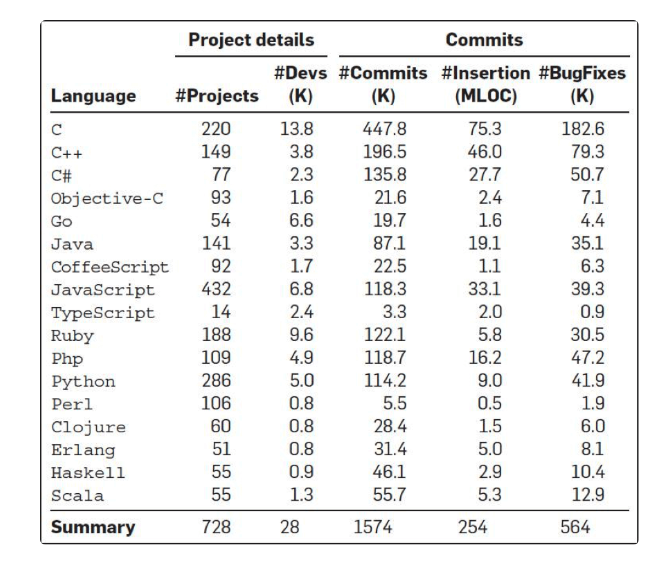 Project details Commits
#Devs #Commits #Insertion #BugFixes
Language #Projects (K) (K) (MLOC) (K)
C 220 13.8 447.8 75.3 182.6
C++ 149 3.8 196.5 46.0 79.3
C# 77 2.3 135.8 27.7 50.7
Objective-C 93 1.6 21.6 2.4 7.1
Go 54 6.6 19.7 1.6 4.4
Java 141 3.3 87.1 19.1 35.1
CoffeeScript 92 1.7 22.5 1.1 6.3
JavaScript 432 6.8 118.3 33.1 39.3
TypeScript 14 2.4 3.3 2.0 0.9
Ruby 188 9.6 122.1 5.8 30.5
Php 109 4.9 118.7 16.2 47.2
Python 286 5.0 114.2 9.0 41.9
Perl 106 0.8 5.5 0.5 1.9
Clojure 60 0.8 28.4 1.5 6.0
Erlang 51 0.8 31.4 5.0 8.1
Haskell 55 0.9 46.1 2.9 10.4
Scala 55 1.3 55.7 5.3 12.9
Summary 728 28 1574 254 564